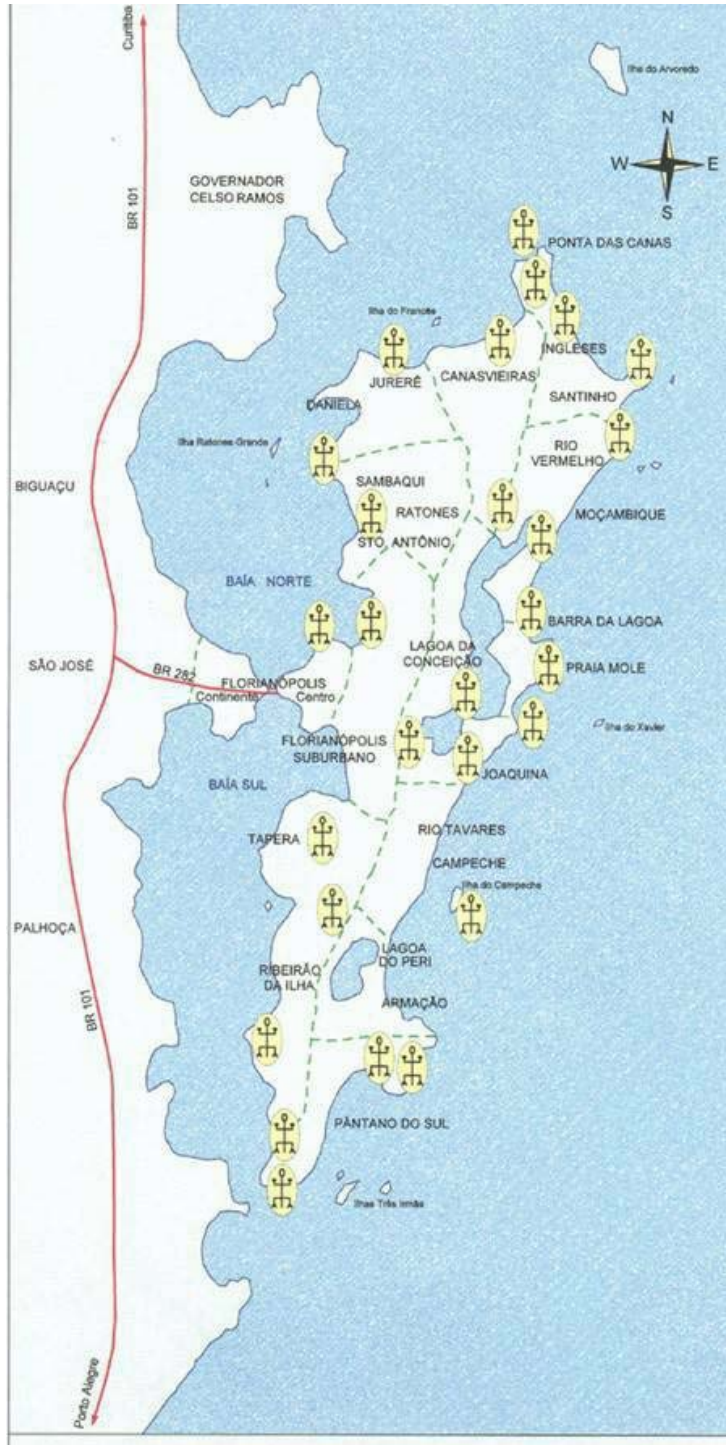 Curitiba
Ilha do Arvoredo
N
W
E
S
BR 101
GOVERNADOR
CELSO RAMOS
PONTA DAS CANAS
Ilha do Francês
INGLESES
JURERÊ
CANASVIEIRAS
DANIELA
SANTINHO
Ilha Ratones Grande
RIO
VERMELHO
BIGUAÇU
SAMBAQUI
RATONES
MOÇAMBIQUE
STO. ANTÔNIO
BAÍA NORTE
BARRA DA LAGOA
LAGOA DA
CONCEIÇÃO
SÃO JOSÉ
BR 282
PRAIA MOLE
FLORIANÓPOLIS
Continente
Centro
Ilha do Xavier
FLORIANÓPOLIS
SUBURBANO
JOAQUINA
BAÍA SUL
TAPERA
RIO TAVARES
CAMPECHE
Ilha do Campeche
PALHOÇA
LAGOA
DO PERI
RIBEIRÃO
DA ILHA
ARMAÇÃO
BR 101
PÂNTANO DO SUL
Ilhas Três Irmãs
Porto Alegre